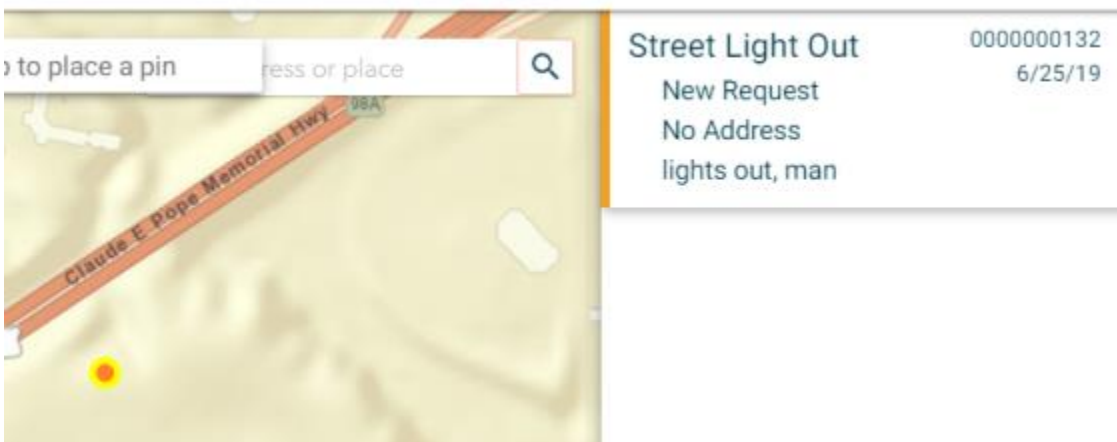 to place a pin
ress or place
98A
Claude E Pope Memorial Hwy
Street Light Out
0000000132
6/25/19
New Request
No Address
lights out, man